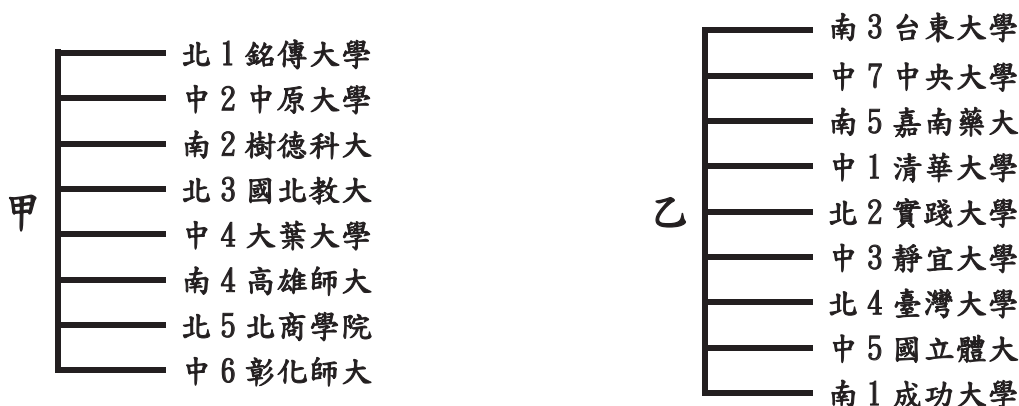 甲
北 1 銘傳大學
中 2 中原大學
南 2 樹德科大
北 3 國北教大
中 4 大葉大學
南 4 高雄師大
北 5 北商學院
中 6 彰化師大
乙
南 3 台東大學
中 7 中央大學
南 5 嘉南藥大
中 1 清華大學
北 2 實踐大學
中 3 靜宜大學
北 4 臺灣大學
中 5 國立體大
南 1 成功大學